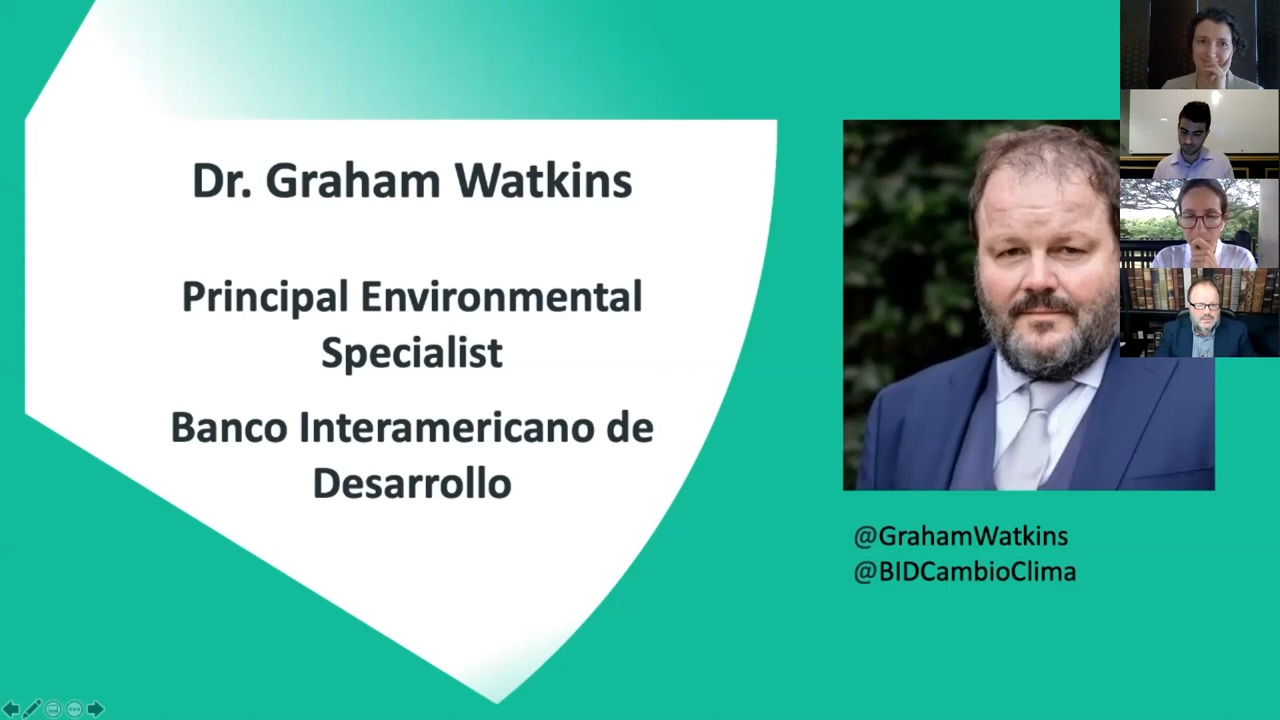 Dr. Graham Watkins
Principal Environmental
Specialist
Banco Interamericano de
Desarrollo
@GrahamWatkins
@BIDCambioClima